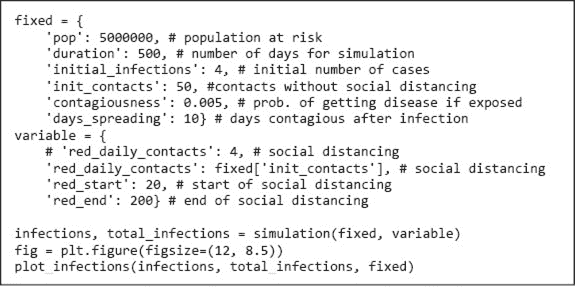 fixed = {
    'pop': 5000000, # population at risk
    'duration': 500, # number of days for simulation
    'initial_infections': 4, # initial number of cases
    'init_contacts': 50, #contacts without social distancing
    'contagiousness': 0.005, # prob. of getting disease if exposed
    'days_spreading': 10} # days contagious after infection
variable = {
    # 'red_daily_contacts': 4, # social distancing
    'red_daily_contacts': fixed['init_contacts'], # social distancing
    'red_start': 20, # start of social distancing
    'red_end': 200} # end of social distancing
infections, total_infections = simulation(fixed, variable)
fig = plt.figure(figsize=(12, 8.5))
plot_infections(infections, total_infections, fixed)